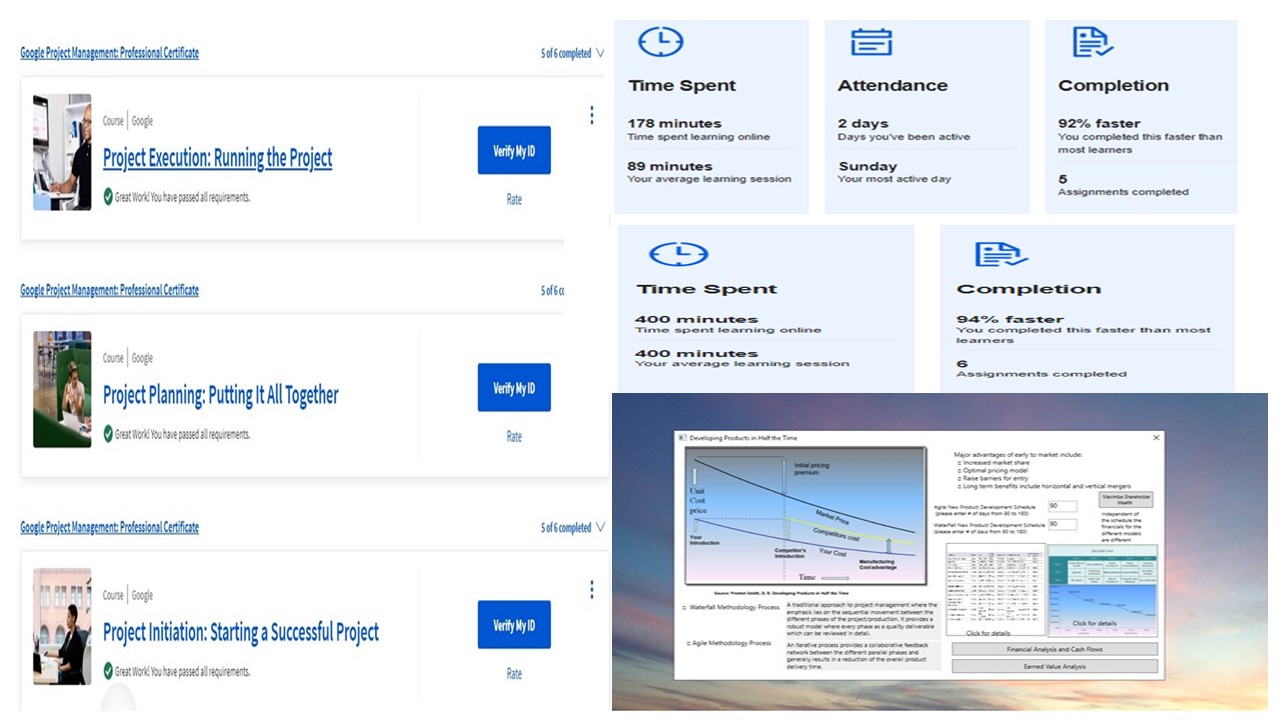 Google Project Management: Professional Certificate
5 of 6 completed
Course | Google
Project Execution: Running the Project
Great Work! You have passed all requirements.
Verify My ID
Rate
Google Project Management: Professional Certificate
5 of 6 co
Course | Google
Project Planning: Putting It All Together
Great Work! You have passed all requirements.
Verify My ID
Rate
Google Project Management: Professional Certificate
5 of 6 completed
Course | Google
Project Initiation: Starting a Successful Project
Great Work! You have passed all requirements.
Verify My ID
Rate
Time Spent
178 minutes
Time spent learning online
89 minutes
Your average learning session
Attendance
2 days
Days you've been active
Sunday
Your most active day
Completion
92% faster
You completed this faster than
most learners
5
Assignments completed
Time Spent
400 minutes
Time spent learning online
400 minutes
Your average learning session
Completion
94% faster
You completed this faster than most
learners
6
Assignments completed
Developing Products in Half the Time
Initial pricing
premium
Unit
Cost
price
Market Price
Competitors cost
Your Cost
Your
Introduction
Competitor's
Introduction
Manufacturing
Cost advantage
Time
Source: Preston Smith, D. R. Developing Products in Half the Time
Waterfall Methodology Process
A traditional approach to project management where the
emphasis lies on the sequential movement between the
different phases of the project/production. It provides a
robust model where every phase as a quality deliverable
which can be reviewed in detail.
Agile Methodology Process
An iterative process provides a collaborative feedback
network between the different parallel phases and
generally results in a reduction of the overall product
delivery time.
Major advantages of early to market include:
Increased market share
Optimal pricing model
Raise barriers for entry
Long term benefits include horizontal and vertical mergers
Agile New Product Development Schedule
(please enter # of days from 90 to 180)
90
Waterfall New Product Development Schedule
(please enter # of days from 90 to 180)
90
Maximize Shareholder
Wealth
Independent of
the schedule the
financials for the
different models
are different
Click for details
Click for details
Financial Analysis and Cash Flows
Earned Value Analysis